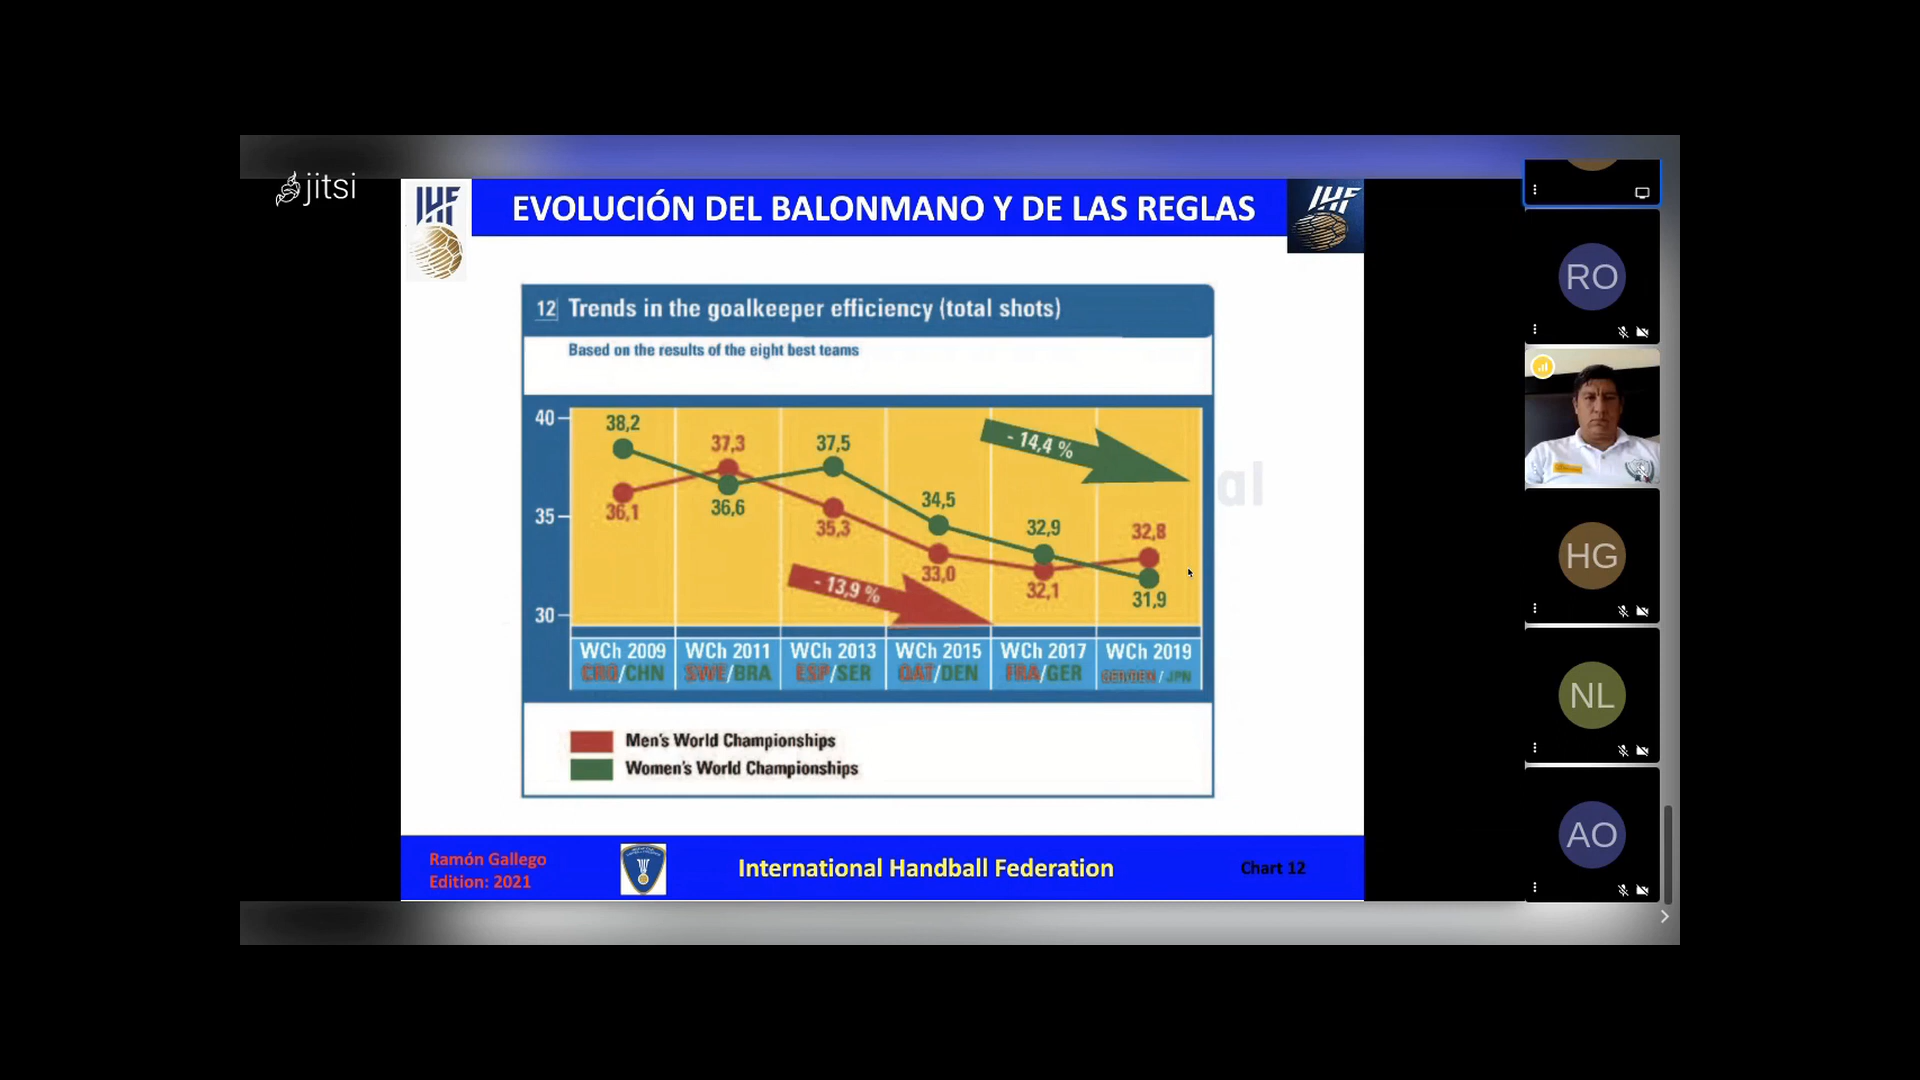 jitsi
IHF
EVOLUCIÓN DEL BALONMANO Y DE LAS REGLAS
IHF
12 Trends in the goalkeeper efficiency (total shots)
Based on the results of the eight best teams
40
38,2
37,3
37,5
- 14,4 %
al
36,1
36,6
35
35,3
34,5
33,0
32,9
32,1
32,8
31,9
- 13,9 %
30
WCh 2009 WCh 2011 WCh 2013 WCh 2015 WCh 2017 WCh 2019
CRO/CHN SWE/BRA ESP/SER QAT/DEN FRA/GER GER/DEN / JPN
Men's World Championships
Women's World Championships
Ramón Gallego
Edition: 2021
International Handball Federation
Chart 12
RO
HG
NL
AO